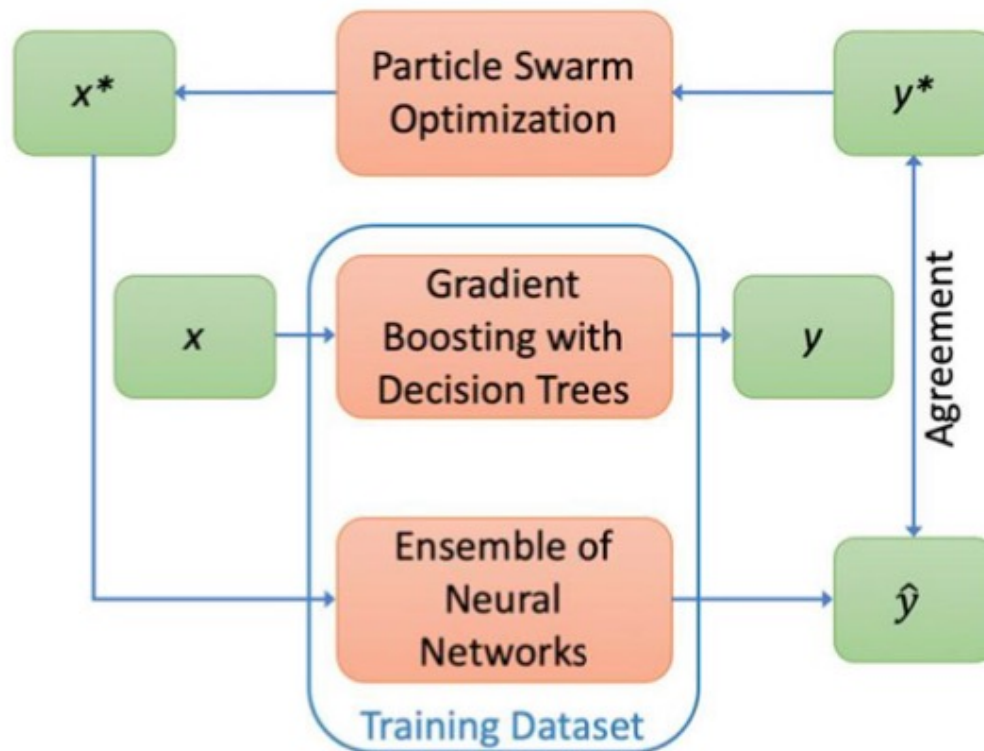 x*
Particle Swarm
Optimization
y*
x
Gradient
Boosting with
Decision Trees
y
Agreement
Ensemble of
Neural
Networks
ŷ
Training Dataset